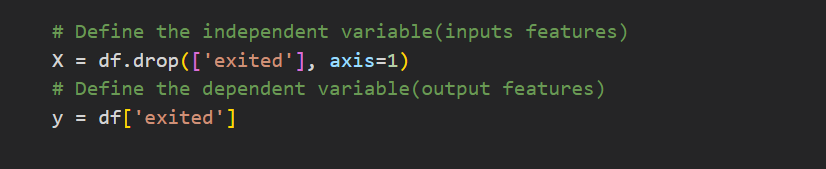 # Define the independent variable(inputs features)
X = df.drop(['exited'], axis=1)
# Define the dependent variable(output features)
y = df['exited']